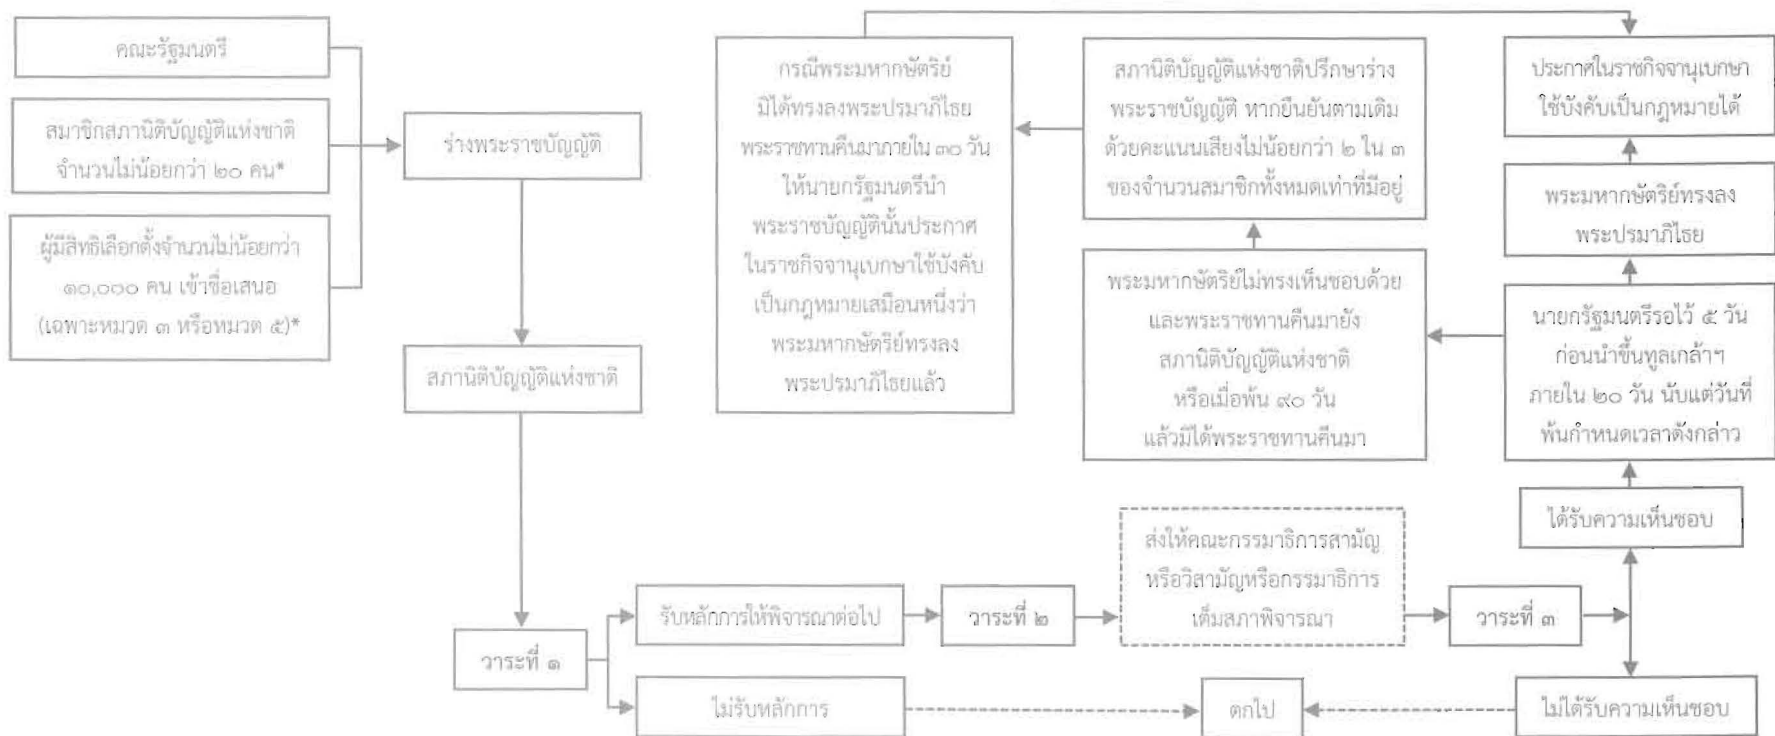 คณะรัฐมนตรี
สมาชิกสภานิติบัญญัติแห่งชาติ
จำนวนไม่น้อยกว่า ๒๐ คน*
ผู้มีสิทธิเลือกตั้งจำนวนไม่น้อยกว่า
๑๐,๐๐๐ คน เข้าชื่อเสนอ
(เฉพาะหมวด ๓ หรือหมวด ๕)*
ร่างพระราชบัญญัติ
สภานิติบัญญัติแห่งชาติ
วาระที่ ๑
รับหลักการให้พิจารณาต่อไป
ไม่รับหลักการ
วาระที่ ๒
ส่งให้คณะกรรมาธิการสามัญ
หรือวิสามัญหรือกรรมาธิการ
เต็มสภาพิจารณา
วาระที่ ๓
ตกไป
ไม่ได้รับความเห็นชอบ
ได้รับความเห็นชอบ
นายกรัฐมนตรีรอไว้ ๕ วัน
ก่อนนำขึ้นทูลเกล้าฯ
ภายใน ๒๐ วัน นับแต่วันที่
พ้นกำหนดเวลาดังกล่าว
พระมหากษัตริย์ทรงลง
พระปรมาภิไธย
ประกาศในราชกิจจานุเบกษา
ใช้บังคับเป็นกฎหมายได้
พระมหากษัตริย์ไม่ทรงเห็นชอบด้วย
และพระราชทานคืนมายัง
สภานิติบัญญัติแห่งชาติ
หรือเมื่อพ้น ๙๐ วัน
แล้วมิได้พระราชทานคืนมา
สภานิติบัญญัติแห่งชาติปรึกษาร่าง
พระราชบัญญัติ หากยืนยันตามเดิม
ด้วยคะแนนเสียงไม่น้อยกว่า ๒ ใน ๓
ของจำนวนสมาชิกทั้งหมดเท่าที่มีอยู่
กรณีพระมหากษัตริย์
มิได้ทรงลงพระปรมาภิไธย
พระราชทานคืนมาภายใน ๓๐ วัน
ให้นายกรัฐมนตรีนำ
พระราชบัญญัตินั้นประกาศ
ในราชกิจจานุเบกษาใช้บังคับ
เป็นกฎหมายเสมือนหนึ่งว่า
พระมหากษัตริย์ทรงลง
พระปรมาภิไธยแล้ว